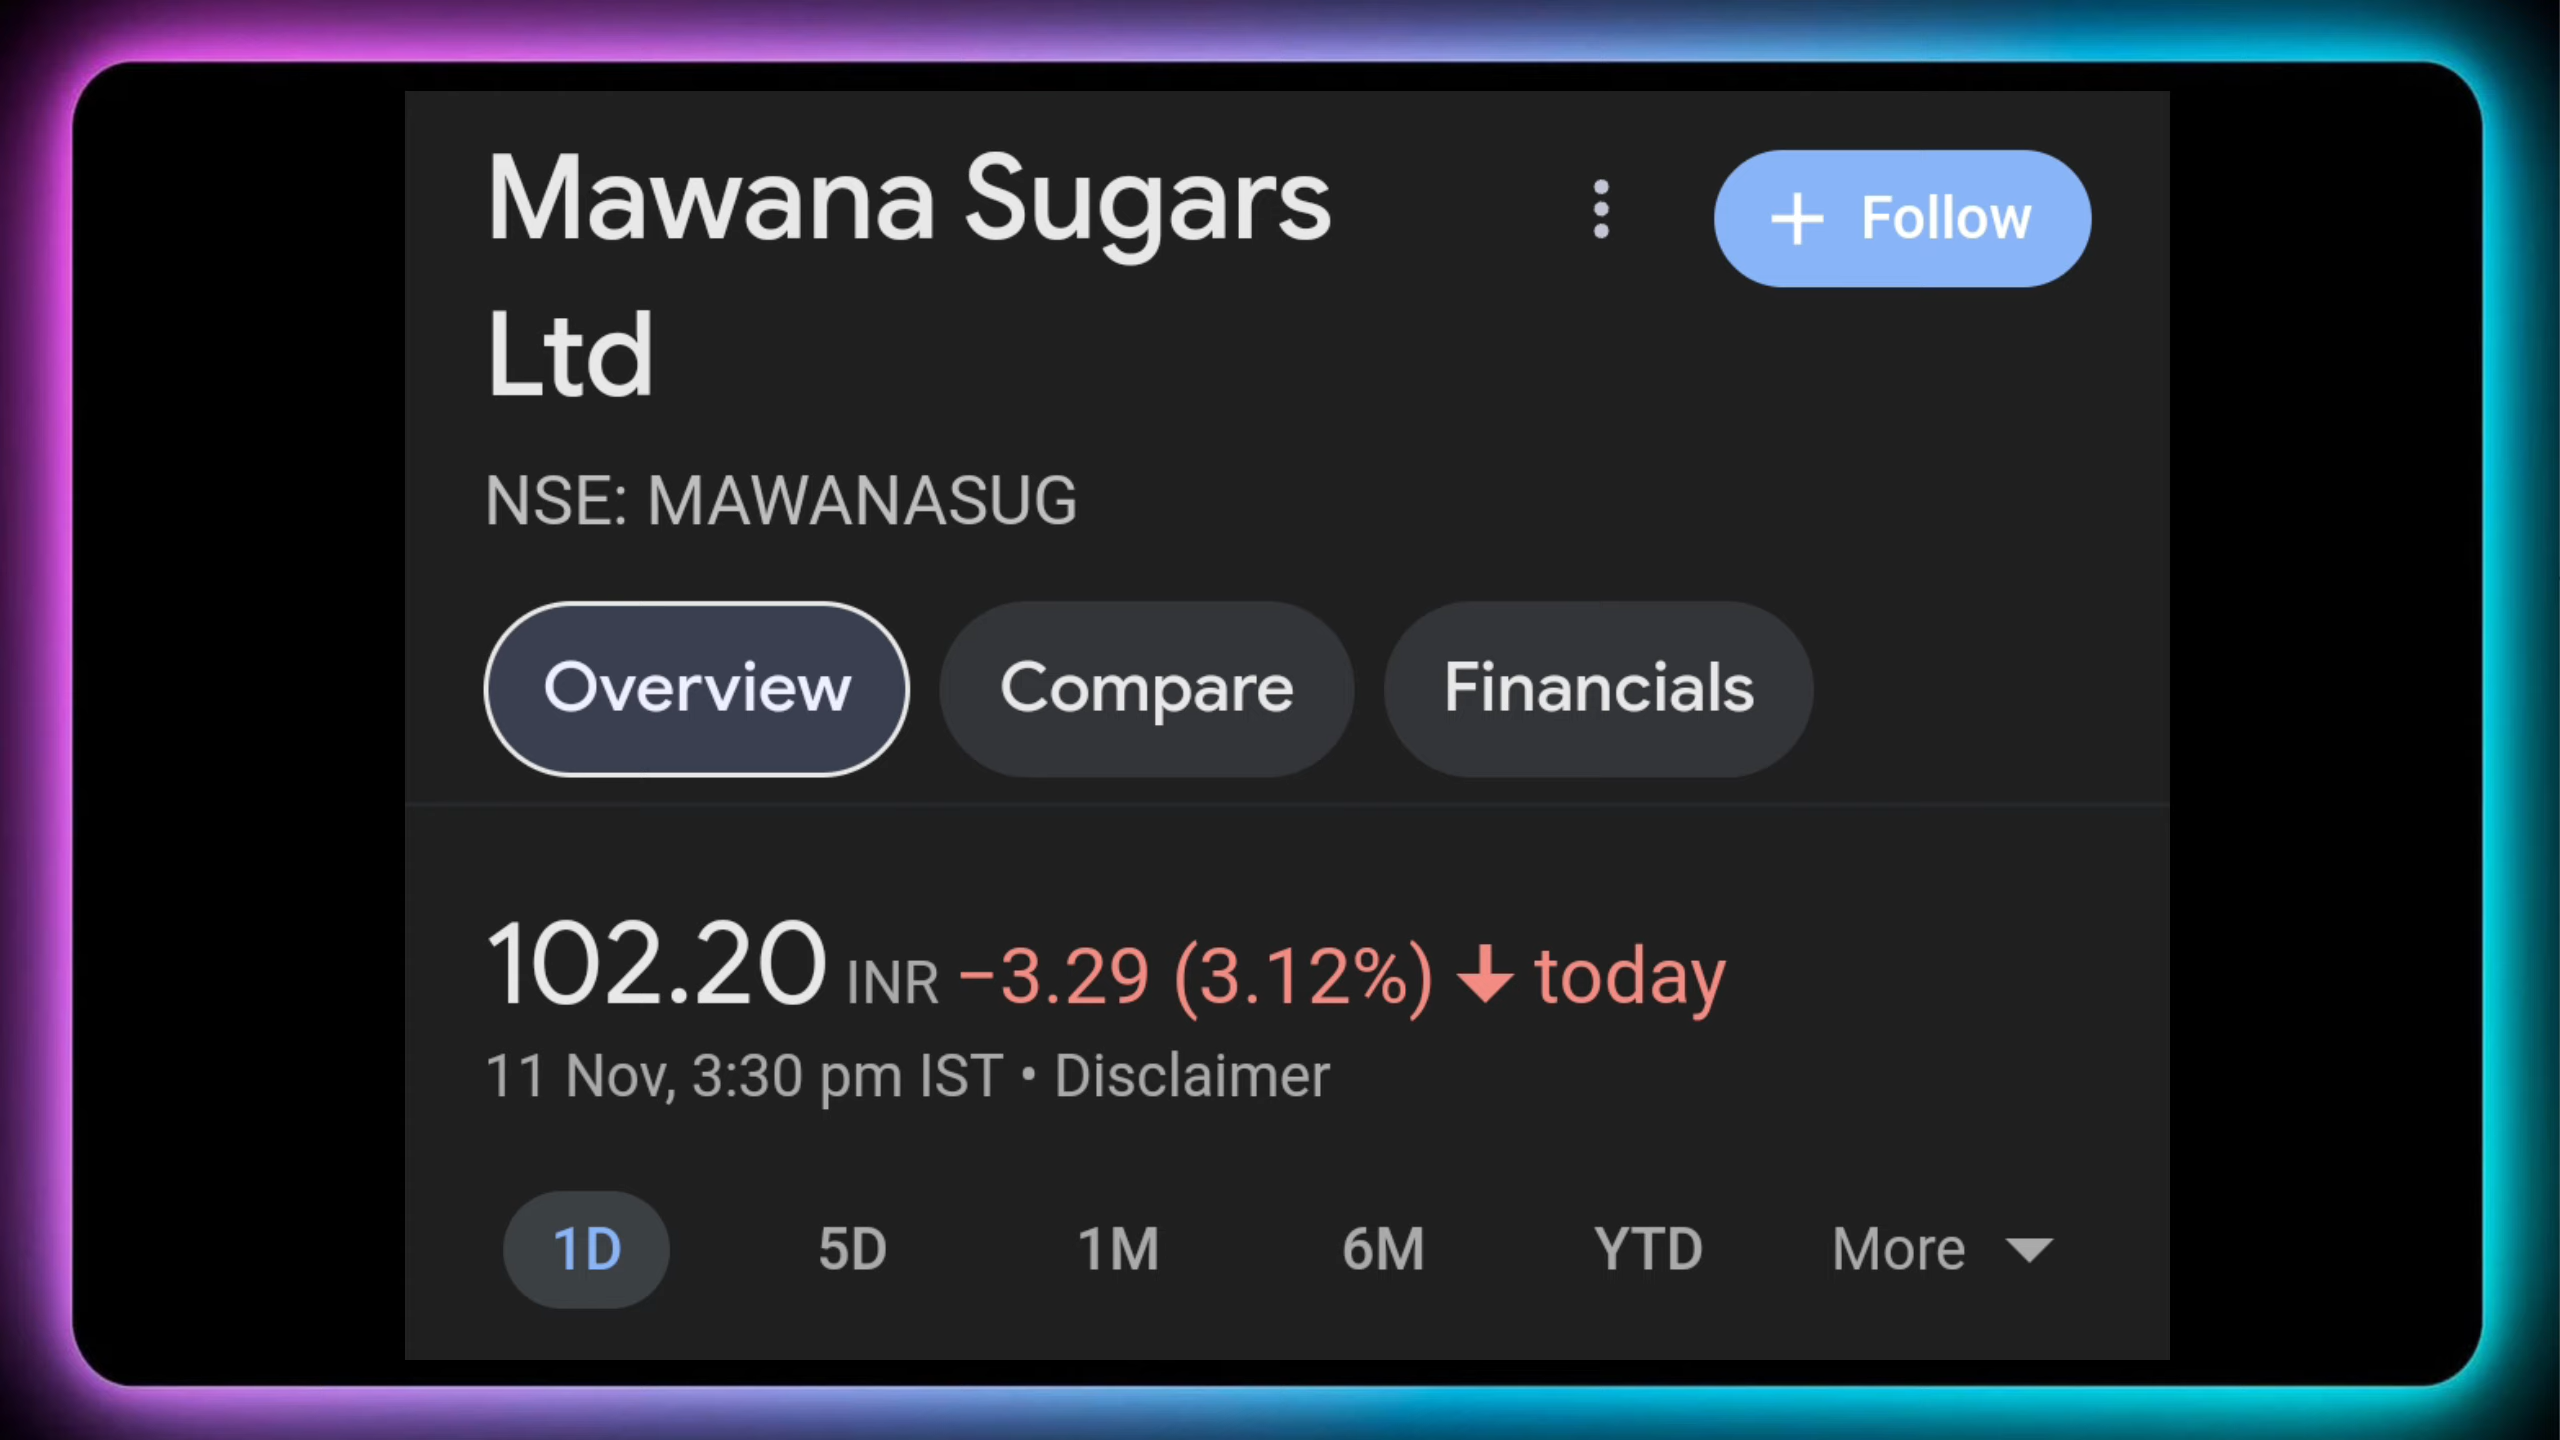 Mawana Sugars
Ltd
+ Follow
NSE: MAWANASUG
Overview Compare Financials
102.20 INR −3.29 (3.12%) ↓ today
11 Nov, 3:30 pm IST • Disclaimer
1D 5D 1M 6M YTD More